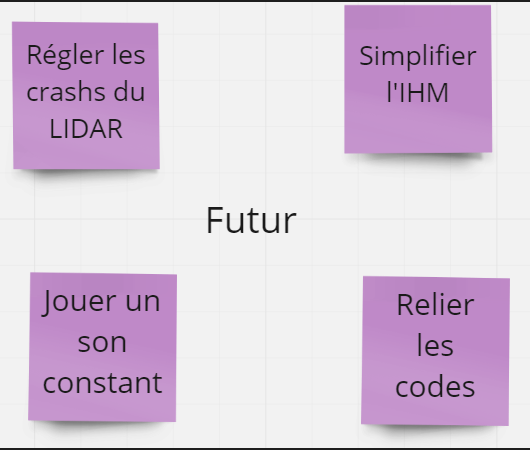 Régler les
crashs du
LIDAR
Simplifier
l'IHM
Futur
Jouer un
son
constant
Relier
les
codes